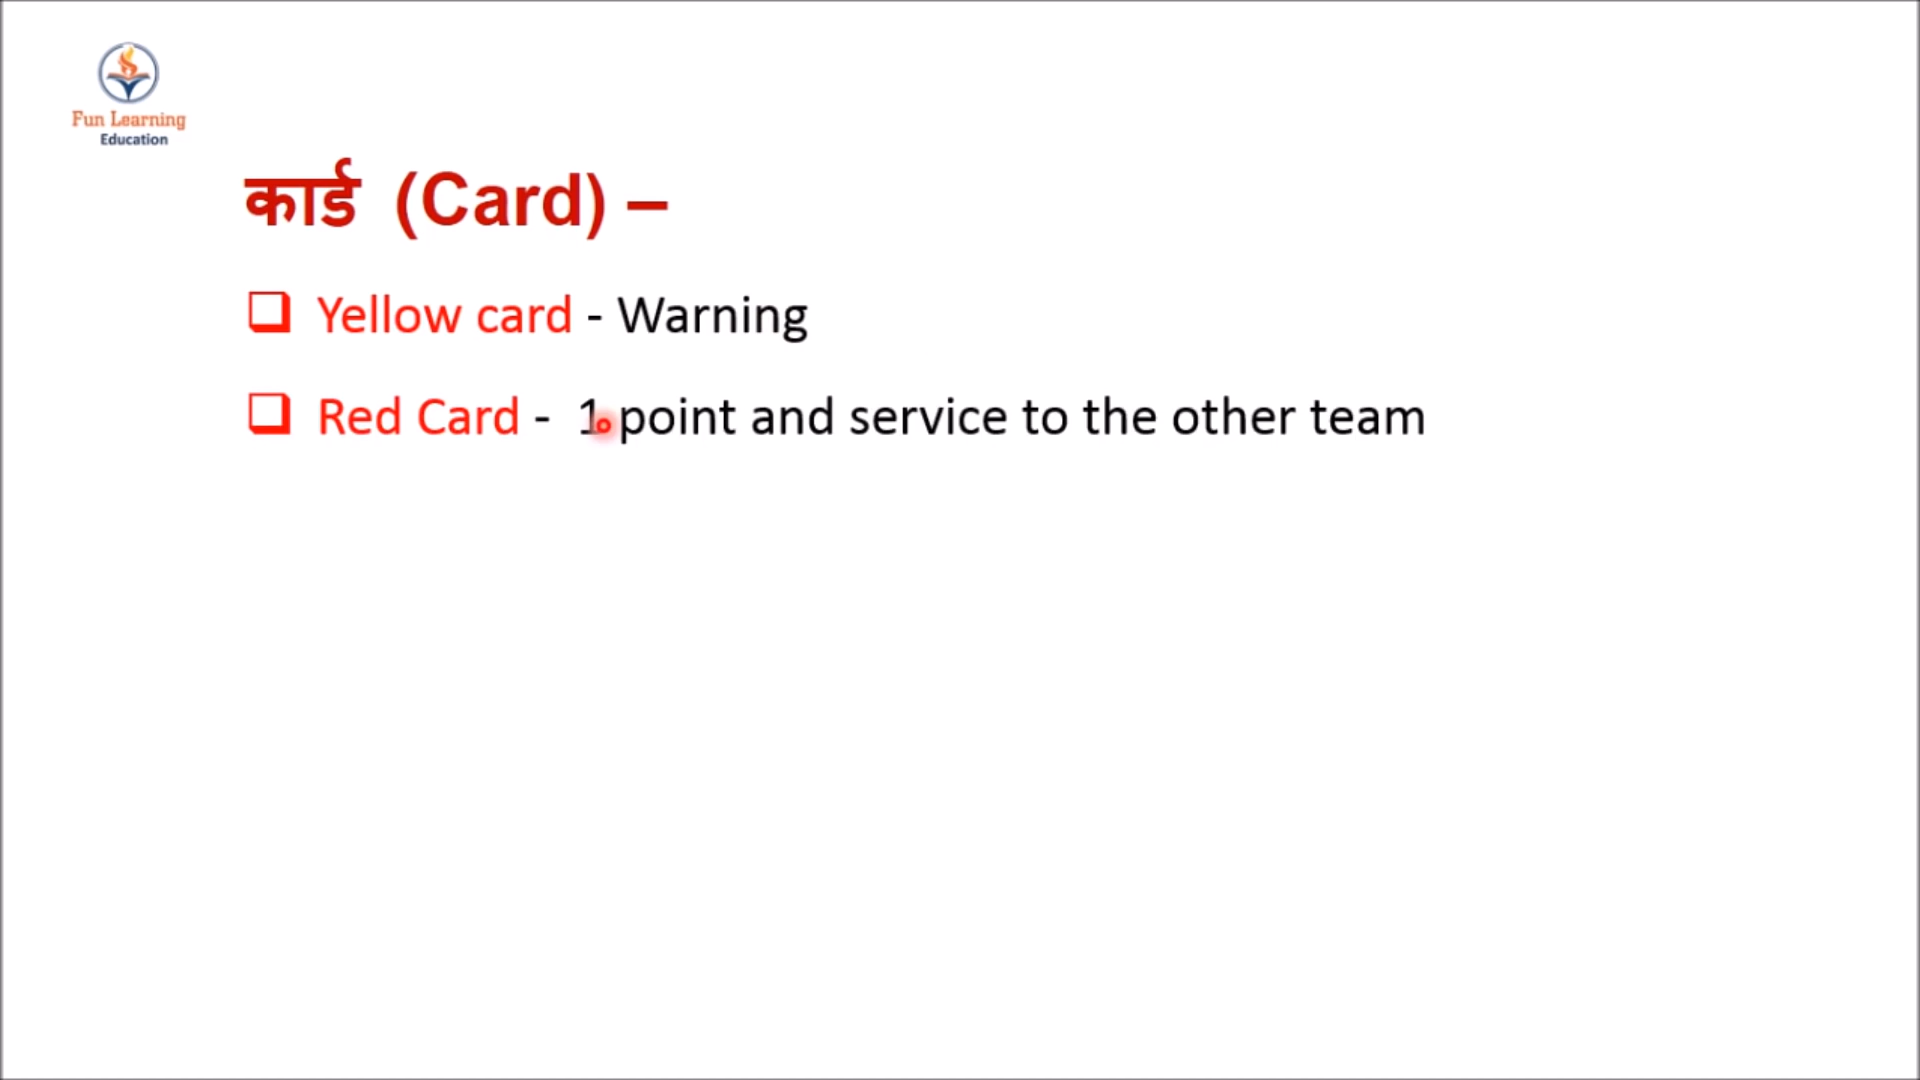 Fun Learning
Education
कार्ड (Card) –
Yellow card - Warning
Red Card - 1 point and service to the other team